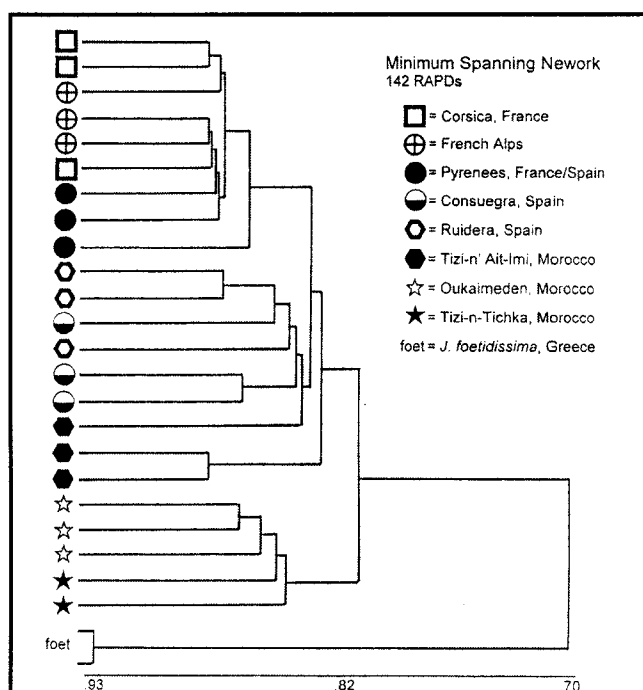 Minimum Spanning Nework
142 RAPDs
= Corsica, France
= French Alps
= Pyrenees, France/Spain
= Consuegra, Spain
= Ruidera, Spain
= Tizi-n' Ait-Imi, Morocco
= Oukaimeden, Morocco
= Tizi-n-Tichka, Morocco
foet = J. foetidissima, Greece
foet
.93 .82 .70